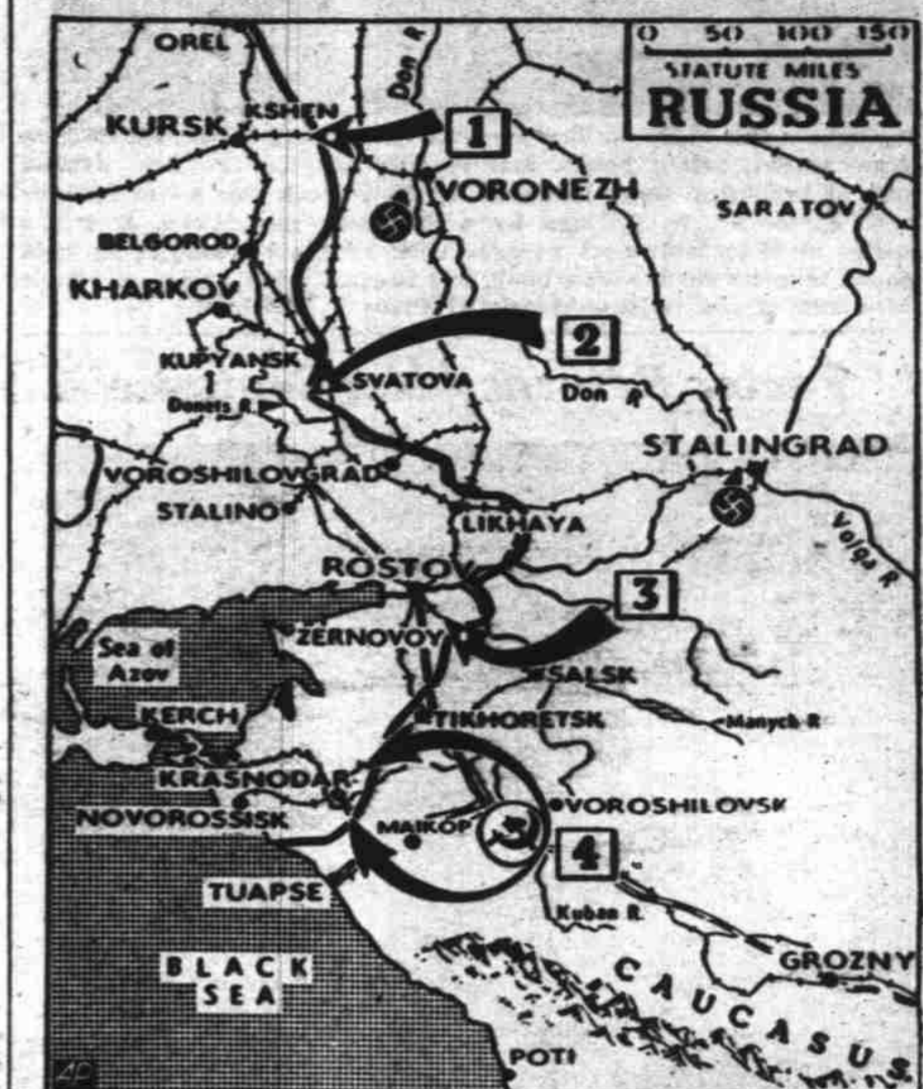 OREL
Don R
0 50 100 150
STATUTE MILES
RUSSIA
KURSK
KSHEN
1
VORONEZH
SARATOV
BELGOROD
KHARKOV
2
KUPYANSK
SVATOVA
Donets R.
Don R
STALINGRAD
VOROSHILOVGRAD
STALINO
LIKHAYA
Volga R
ROSTOV
3
ZERNOVOY
Sea of
Azov
SALSK
KERCH
TIKHORETSK
Manych R
KRASNODAR
NOVOROSSISK
VOROSHILOVSK
MAIKOP
4
TUAPSE
Kuban R.
BLACK
SEA
GROZNY
CAUCASUS
POTI
AP